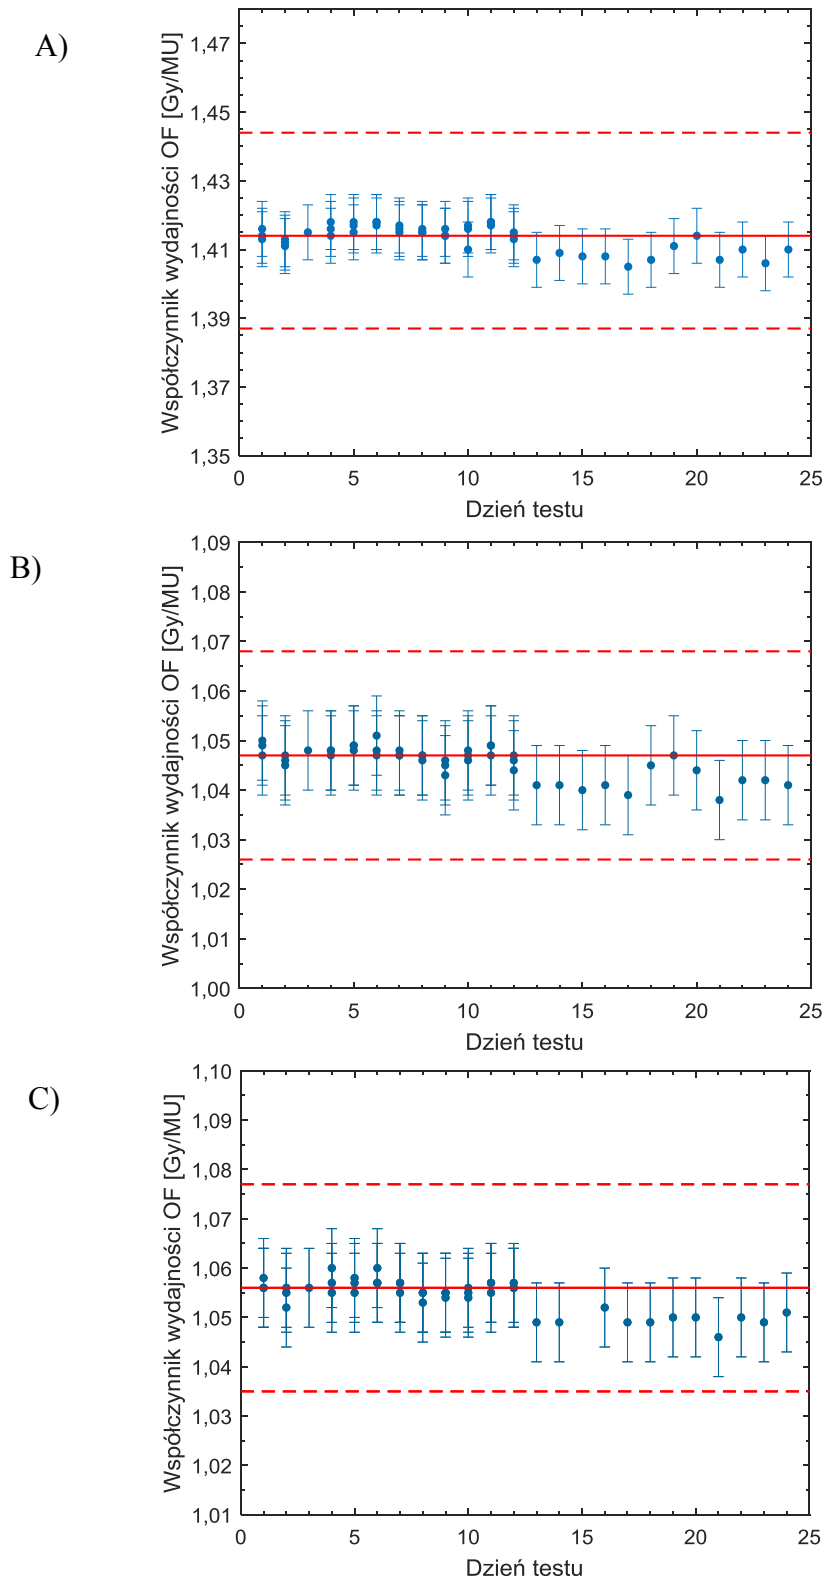 A)
Współczynnik wydajności OF [Gy/MU]
1,47
1,45
1,43
1,41
1,39
1,37
1,35
0 5 10 15 20 25
Dzień testu
B)
Współczynnik wydajności OF [Gy/MU]
1,09
1,08
1,07
1,06
1,05
1,04
1,03
1,02
1,01
1,00
0 5 10 15 20 25
Dzień testu
C)
Współczynnik wydajności OF [Gy/MU]
1,10
1,09
1,08
1,07
1,06
1,05
1,04
1,03
1,02
1,01
0 5 10 15 20 25
Dzień testu